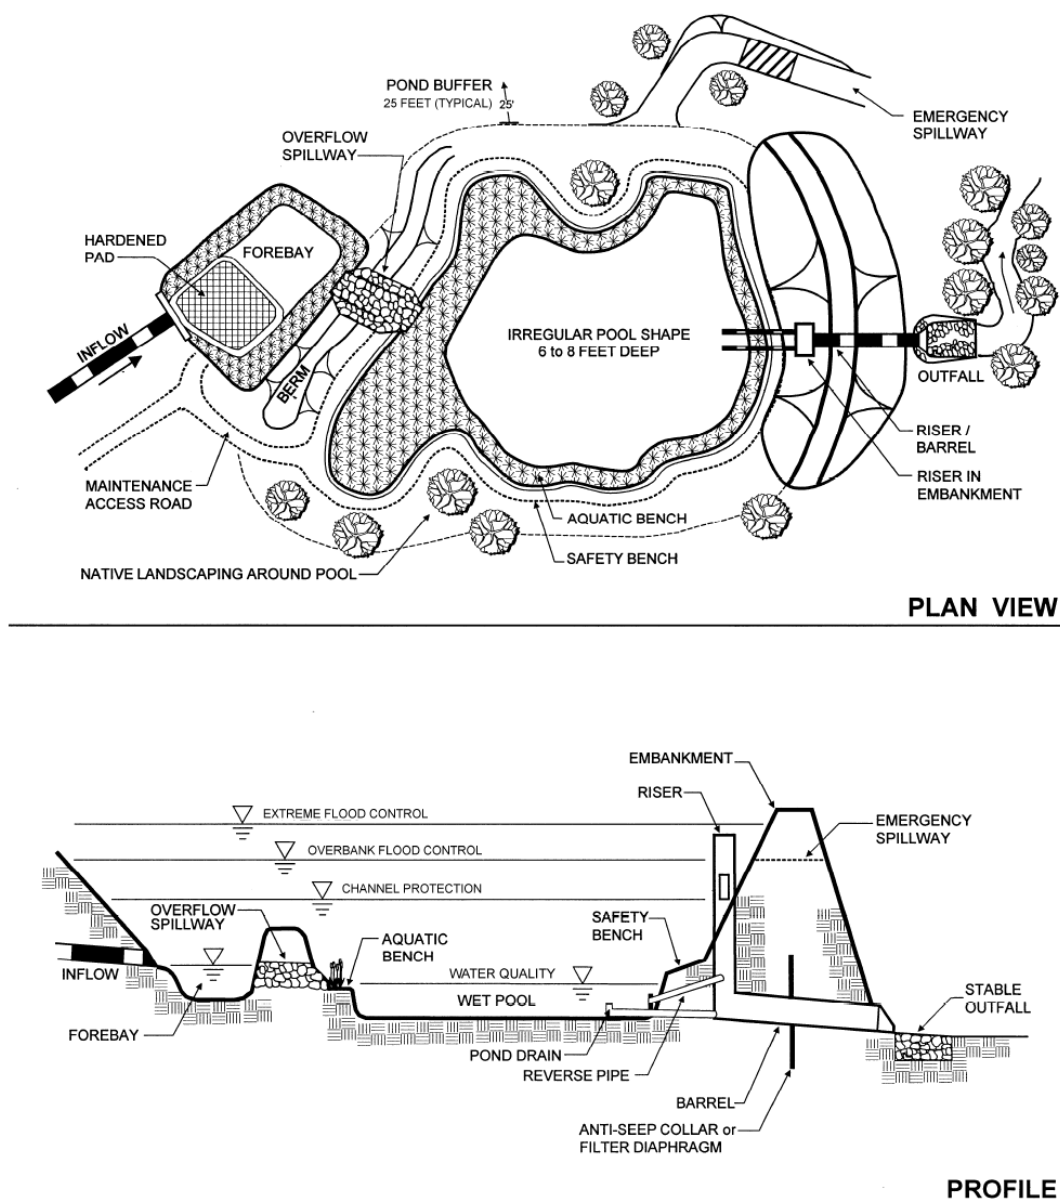 POND BUFFER
25 FEET (TYPICAL)
25'
OVERFLOW
SPILLWAY
EMERGENCY
SPILLWAY
HARDENED
PAD
FOREBAY
INFLOW
BERM
IRREGULAR POOL SHAPE
6 to 8 FEET DEEP
OUTFALL
RISER /
BARREL
RISER IN
EMBANKMENT
MAINTENANCE
ACCESS ROAD
AQUATIC BENCH
SAFETY BENCH
NATIVE LANDSCAPING AROUND POOL
PLAN VIEW
EMBANKMENT
RISER
EXTREME FLOOD CONTROL
EMERGENCY
SPILLWAY
OVERBANK FLOOD CONTROL
CHANNEL PROTECTION
OVERFLOW
SPILLWAY
SAFETY
BENCH
AQUATIC
BENCH
INFLOW
WATER QUALITY
WET POOL
STABLE
OUTFALL
FOREBAY
POND DRAIN
REVERSE PIPE
BARREL
ANTI-SEEP COLLAR or
FILTER DIAPHRAGM
PROFILE